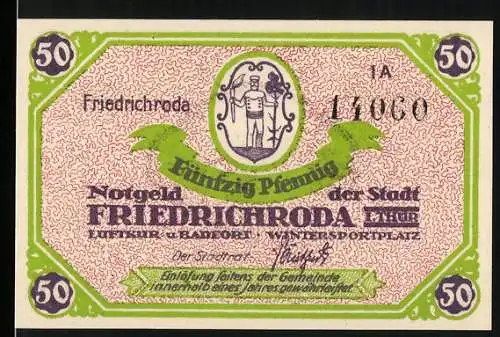 50 50
IA
Friedrichroda 14060
Fünfzig Pfennig
Notgeld der Stadt
FRIEDRICHRODA I. THÜR.
LUFTKUR- U. BADEORT · WINTERSPORTPLATZ
Der Stadtrat:
Einlösung seitens der Gemeinde
innerhalb eines Jahres gewährleistet
50 50